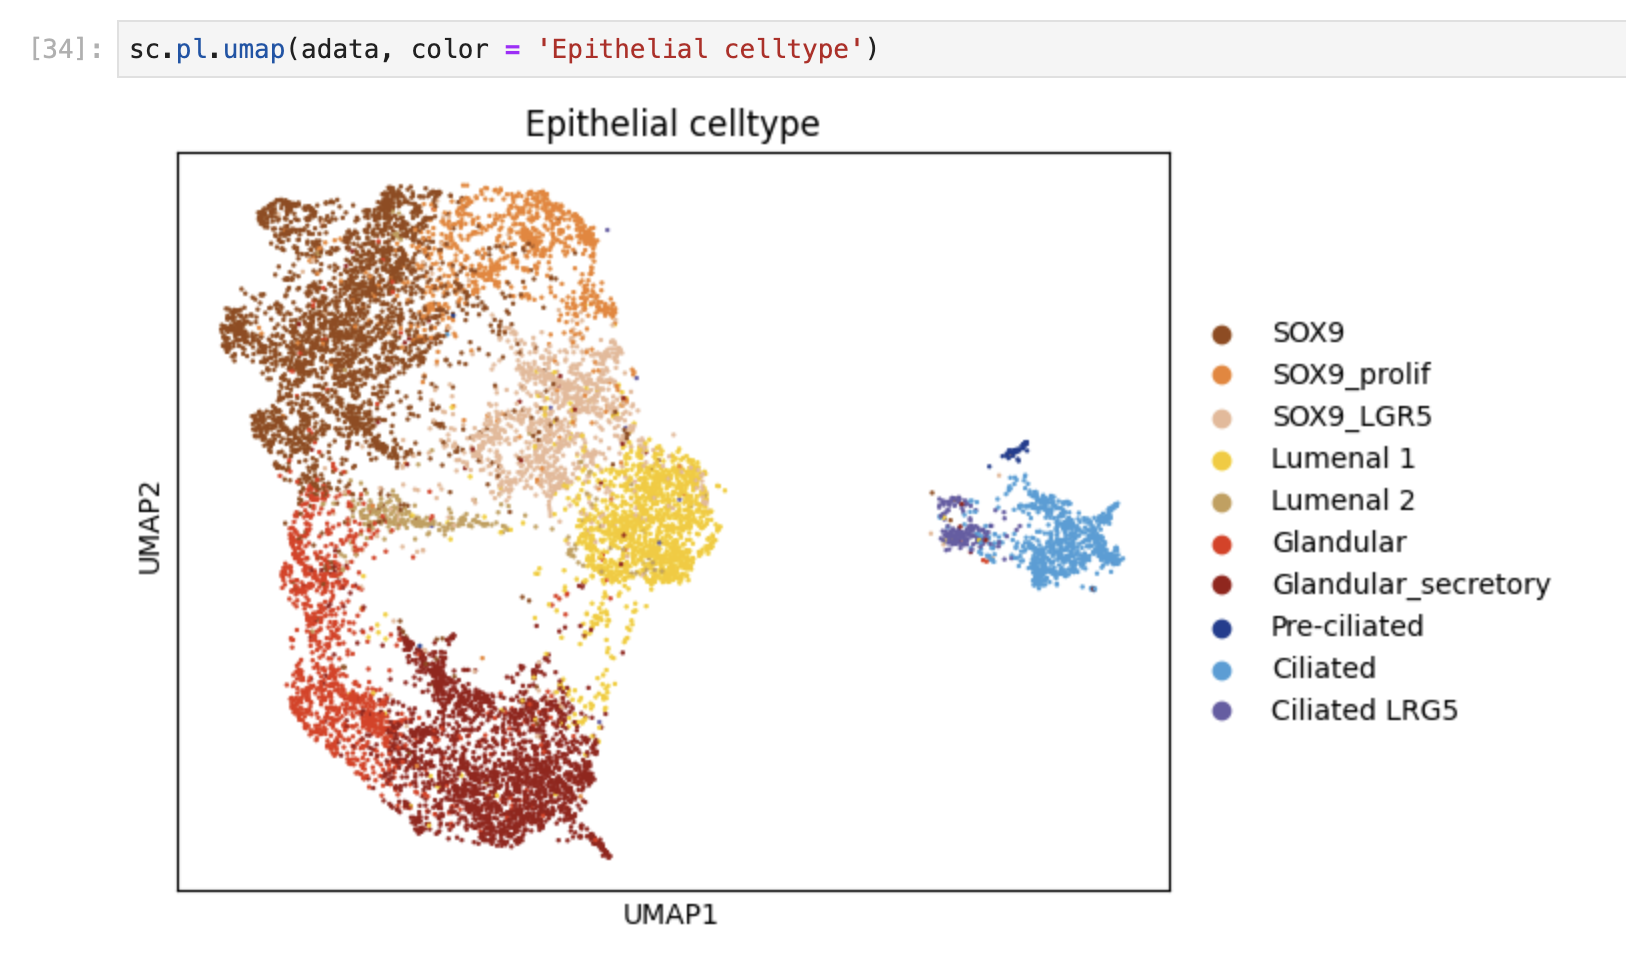 [34]: sc.pl.umap(adata, color = 'Epithelial celltype')
Epithelial celltype
UMAP2
UMAP1
SOX9
SOX9_prolif
SOX9_LGR5
Lumenal 1
Lumenal 2
Glandular
Glandular_secretory
Pre-ciliated
Ciliated
Ciliated LRG5